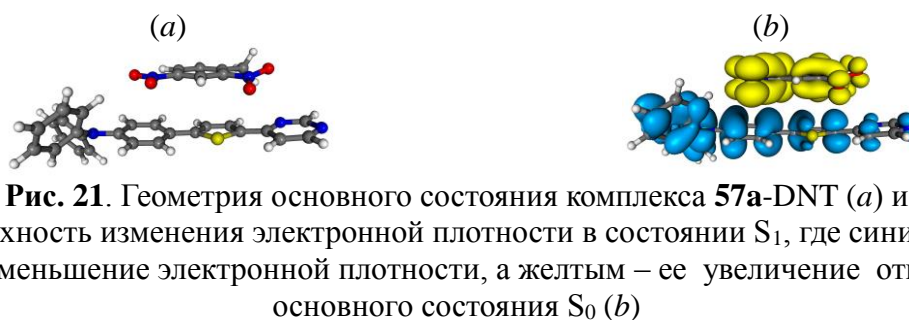 (a) (b)
Рис. 21. Геометрия основного состояния комплекса 57a-DNT (a) и
хность изменения электронной плотности в состоянии S₁, где сини
меньшение электронной плотности, а желтым – ее увеличение от
основного состояния S₀ (b)